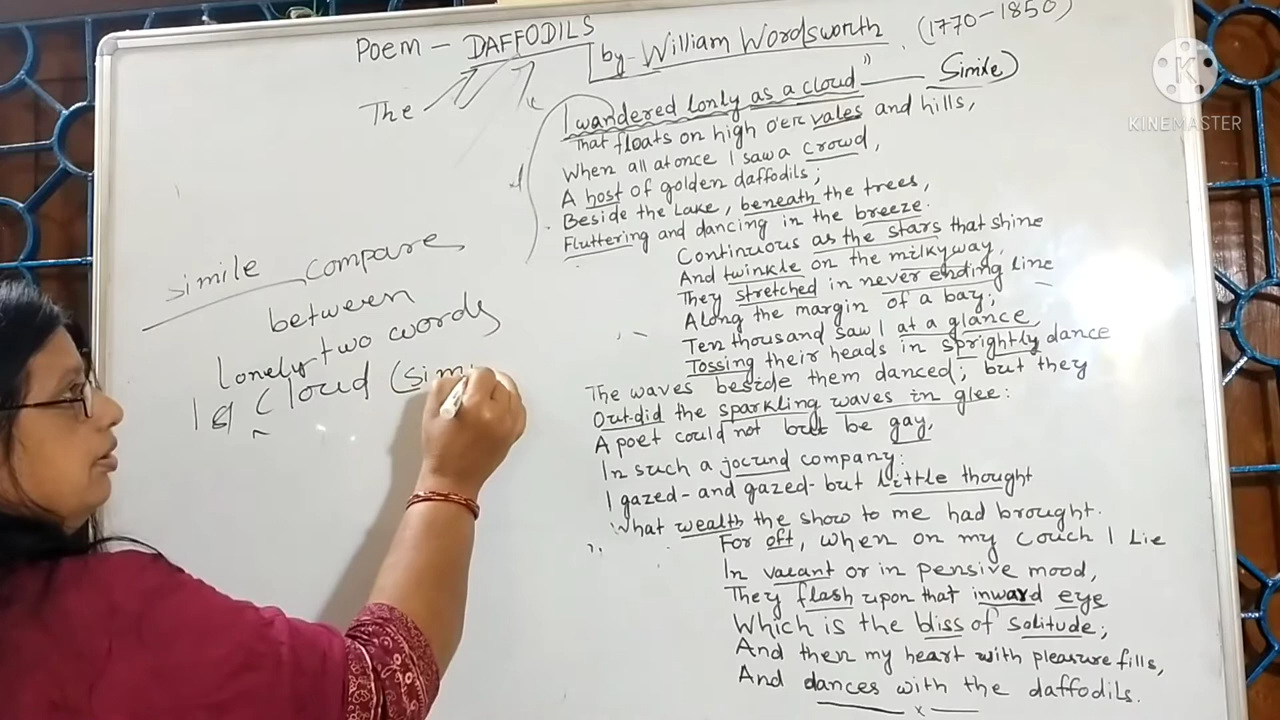 Poem - DAFFODILS
by William Wordsworth (1770-1850)
The
I wandered lonly as a cloud" Simile)
That floats on high o'er vales and hills,
When all at once I saw a crowd,
A host of golden daffodils;
Beside the Lake, beneath the trees,
Fluttering and dancing in the breeze.
Continuous as the stars that shine
And twinkle on the milkyway,
They stretched in never ending line
Along the margin of a bay;
Ten thousand saw I at a glance,
Tossing their heads in sprightly dance
The waves beside them danced; but they
Out-did the sparkling waves in glee:
A poet could not but be gay,
In such a jocund company:
I gazed- and gazed- but little thought
What wealth the show to me had brought.
For oft, when on my couch I Lie
In vacant or in pensive mood,
They flash upon that inward eye
Which is the bliss of solitude;
And then my heart with pleasure fills,
And dances with the daffodils.
x
simile compare
between
two words
Lonely
Cloud (sim
KINEMASTER